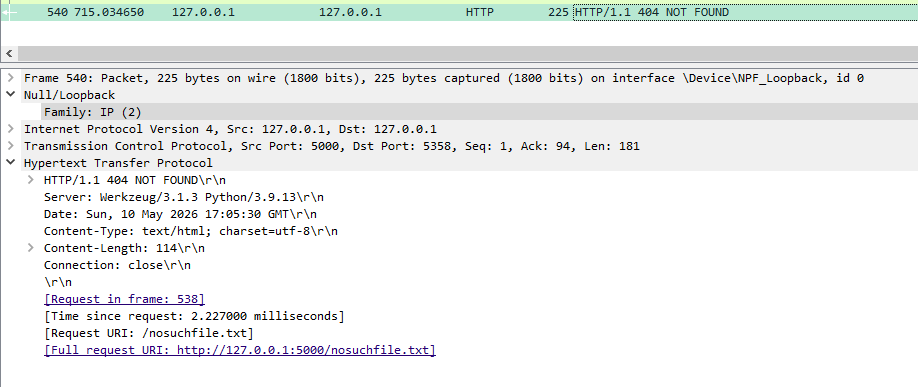 540 715.034650 127.0.0.1 127.0.0.1 HTTP 225 HTTP/1.1 404 NOT FOUND
Frame 540: Packet, 225 bytes on wire (1800 bits), 225 bytes captured (1800 bits) on interface \Device\NPF_Loopback, id 0
Null/Loopback
Family: IP (2)
Internet Protocol Version 4, Src: 127.0.0.1, Dst: 127.0.0.1
Transmission Control Protocol, Src Port: 5000, Dst Port: 5358, Seq: 1, Ack: 94, Len: 181
Hypertext Transfer Protocol
HTTP/1.1 404 NOT FOUND\r\n
Server: Werkzeug/3.1.3 Python/3.9.13\r\n
Date: Sun, 10 May 2026 17:05:30 GMT\r\n
Content-Type: text/html; charset=utf-8\r\n
Content-Length: 114\r\n
Connection: close\r\n
\r\n
[Request in frame: 538]
[Time since request: 2.227000 milliseconds]
[Request URI: /nosuchfile.txt]
[Full request URI: http://127.0.0.1:5000/nosuchfile.txt]